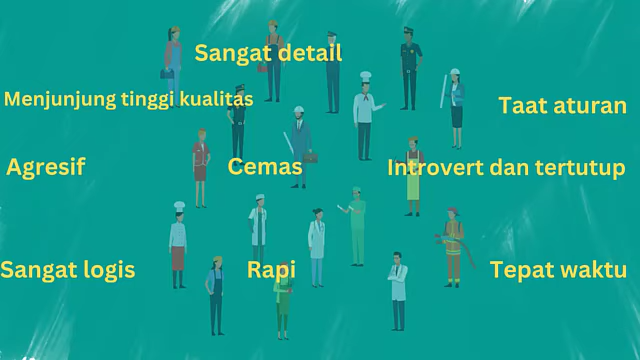 Sangat detail
Menjunjung tinggi kualitas
Taat aturan
Agresif
Cemas
Introvert dan tertutup
Sangat logis
Rapi
Tepat waktu